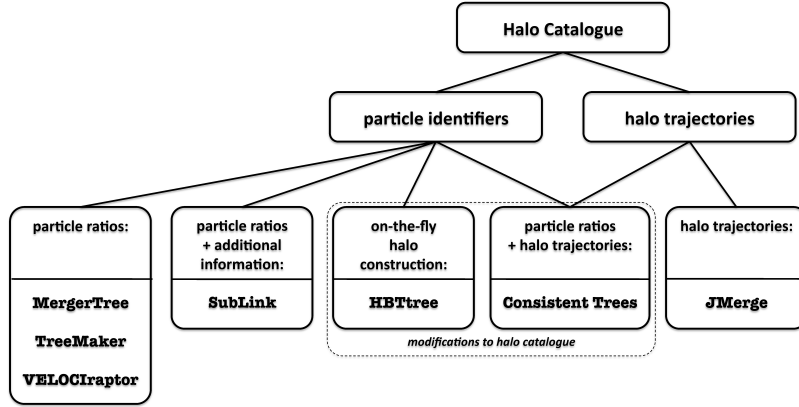 Halo Catalogue
particle identifiers
halo trajectories
particle ratios:
MergerTree
TreeMaker
VELOCIraptor
particle ratios
+ additional
information:
SubLink
on-the-fly
halo
construction:
HBTtree
particle ratios
+ halo trajectories:
Consistent Trees
modifications to halo catalogue
halo trajectories:
JMerge